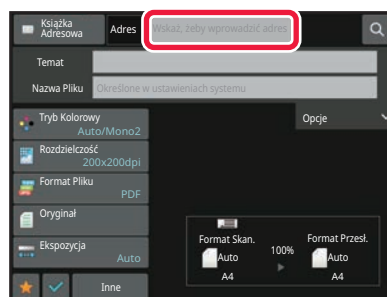 Książka
Adresowa
Adres
Wskaż, żeby wprowadzić adres
Temat
Nazwa Pliku
Określone w ustawieniach systemu
Tryb Kolorowy
Auto/Mono2
Opcje
Rozdzielczość
200x200dpi
Format Pliku
PDF
Oryginał
Ekspozycja
Auto
Format Skan.
100%
Format Przesł.
Auto
Auto
A4
A4
Inne